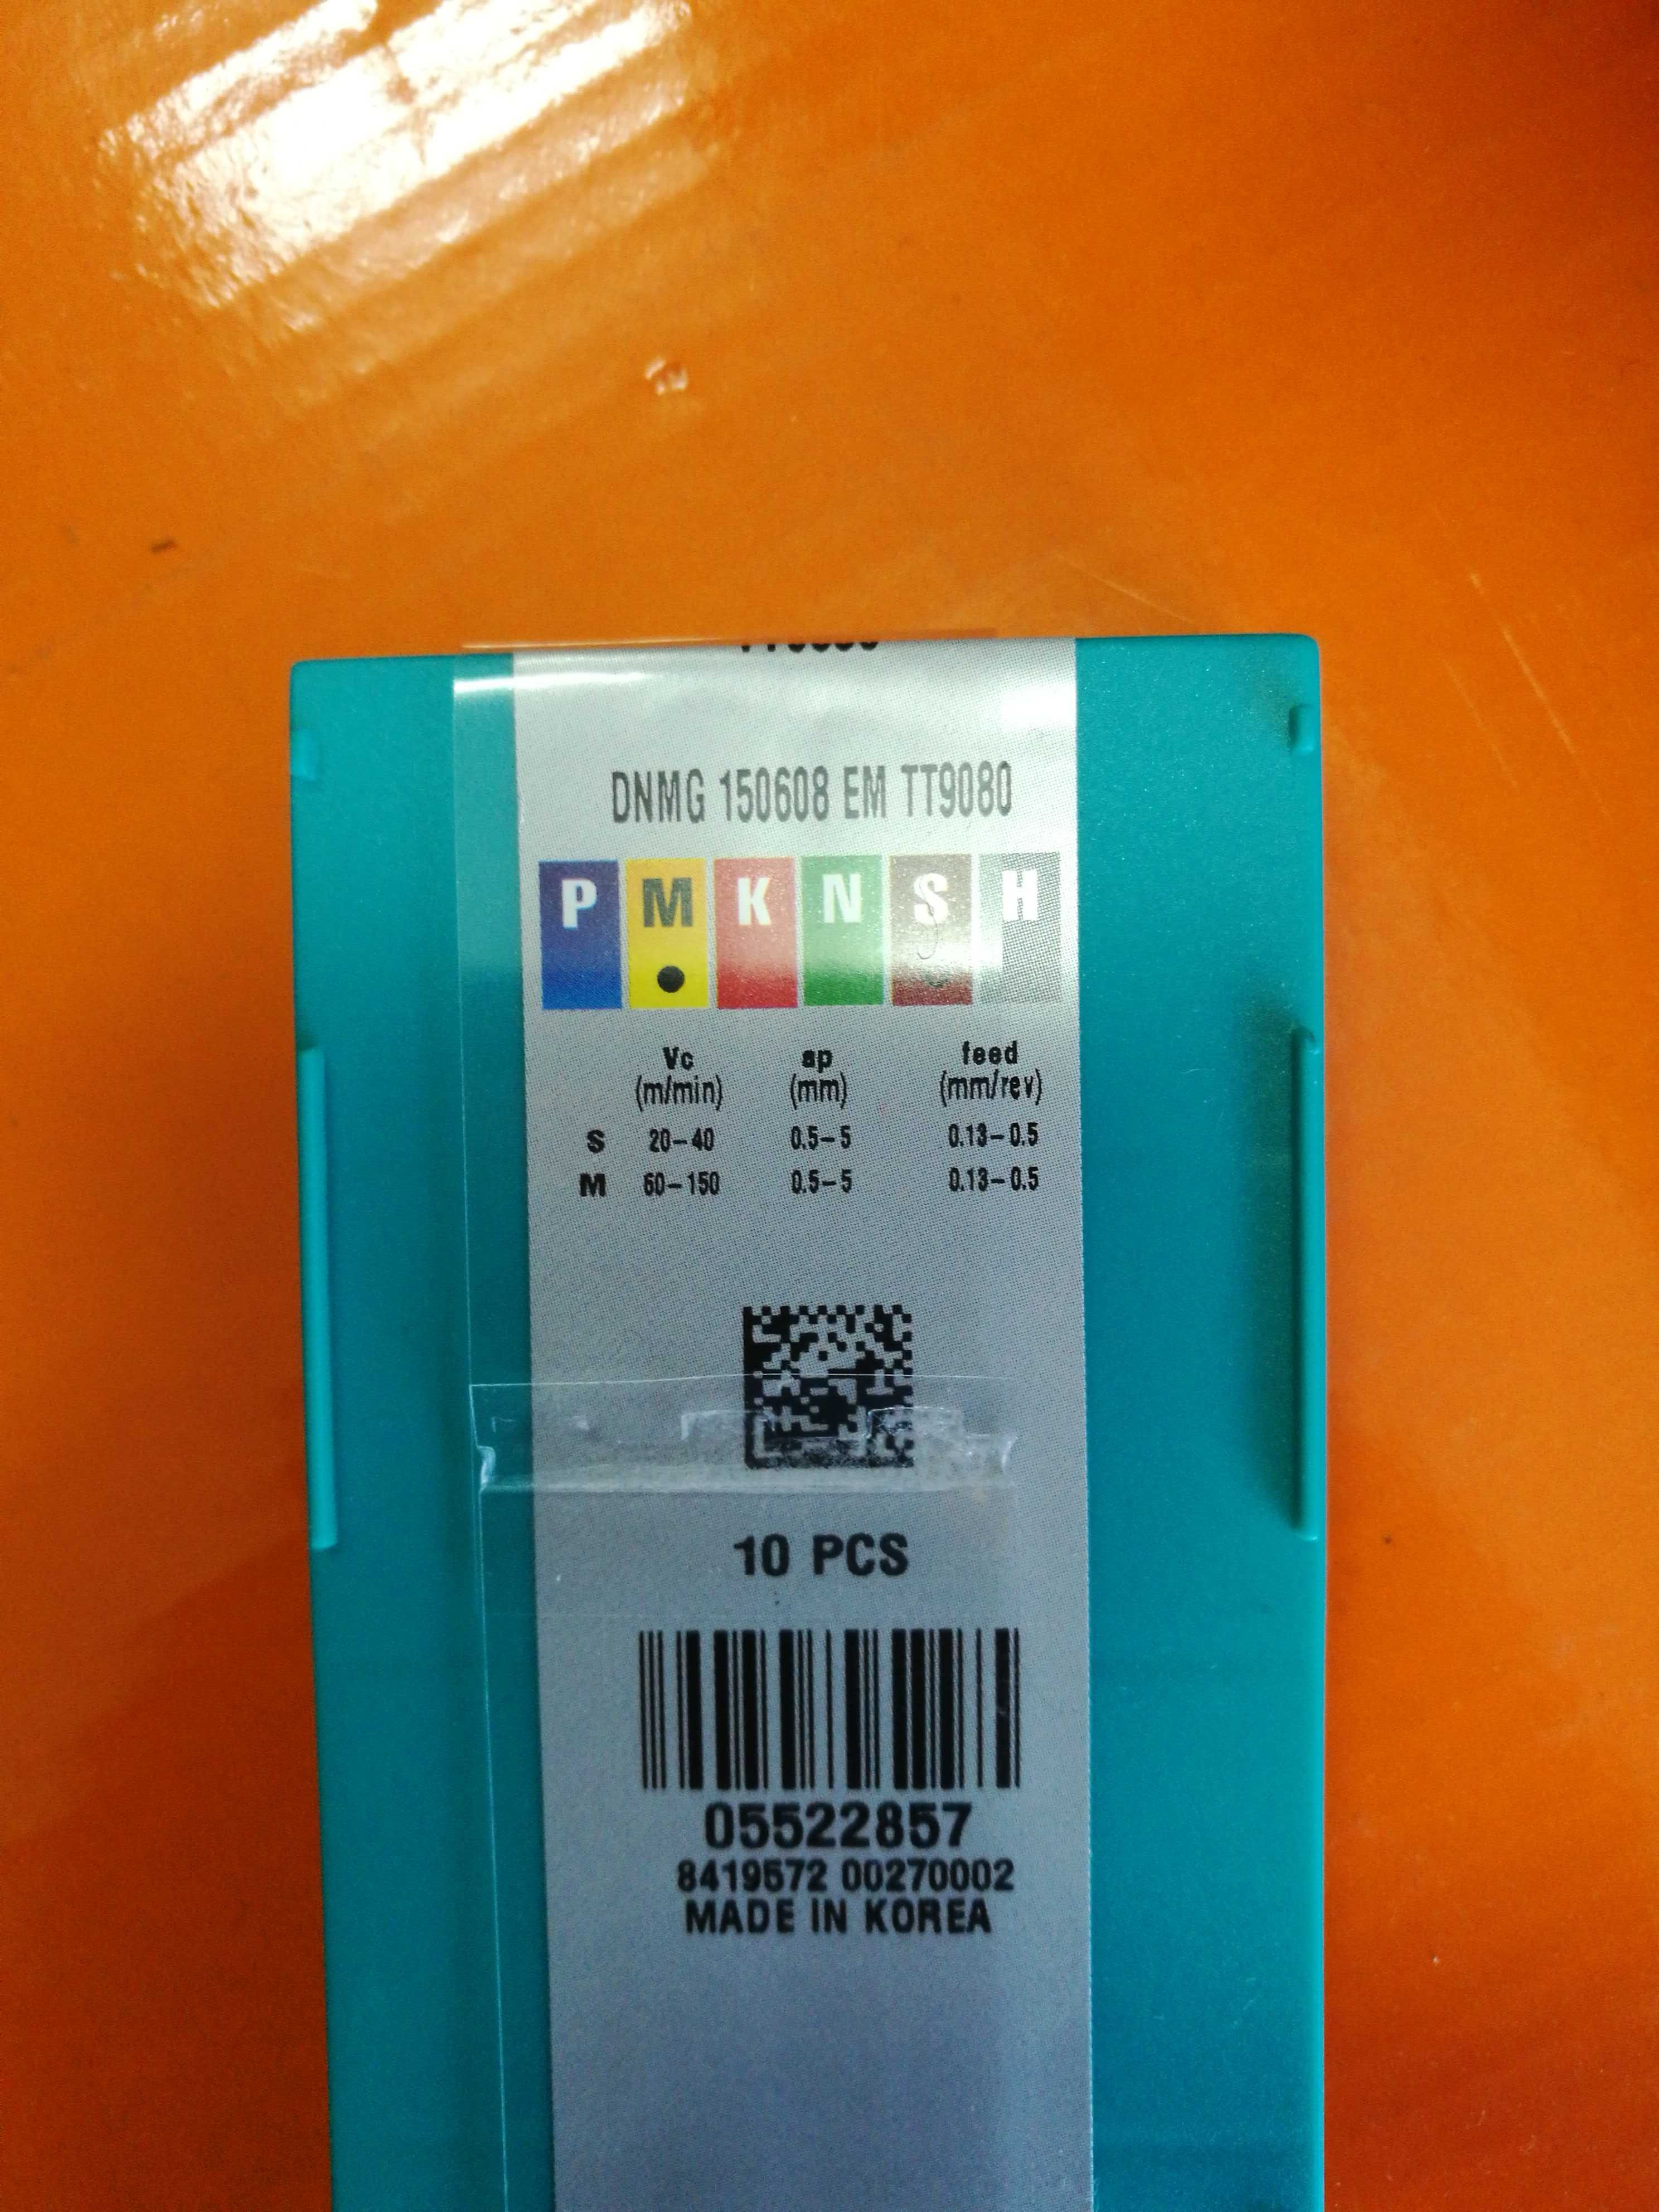 DNMG 150608 EM TT9080
P M K N S H
Vc ap feed
(m/min) (mm) (mm/rev)
S 20-40 0.5-5 0.13-0.5
M 60-150 0.5-5 0.13-0.5
10 PCS
05522857
8419572 00270002
MADE IN KOREA